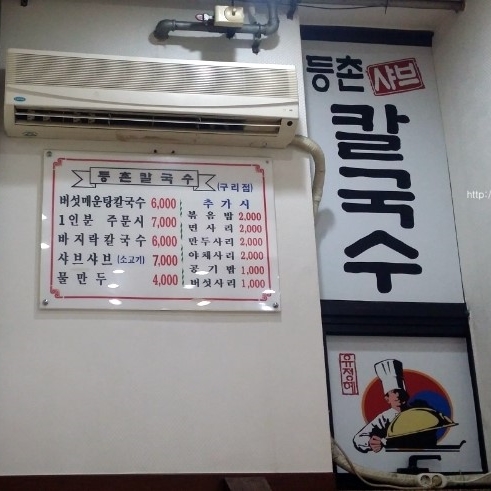 등촌칼국수
(구리점)
버섯매운탕칼국수 6,000
1인분 주문시 7,000
바지락칼국수 6,000
샤브샤브 (소고기) 7,000
물만두 4,000
추가시
볶음밥 2,000
면사리 2,000
만두사리 2,000
야채사리 2,000
공기밥 1,000
버섯사리 1,000
등촌 샤브
칼국수
http:/